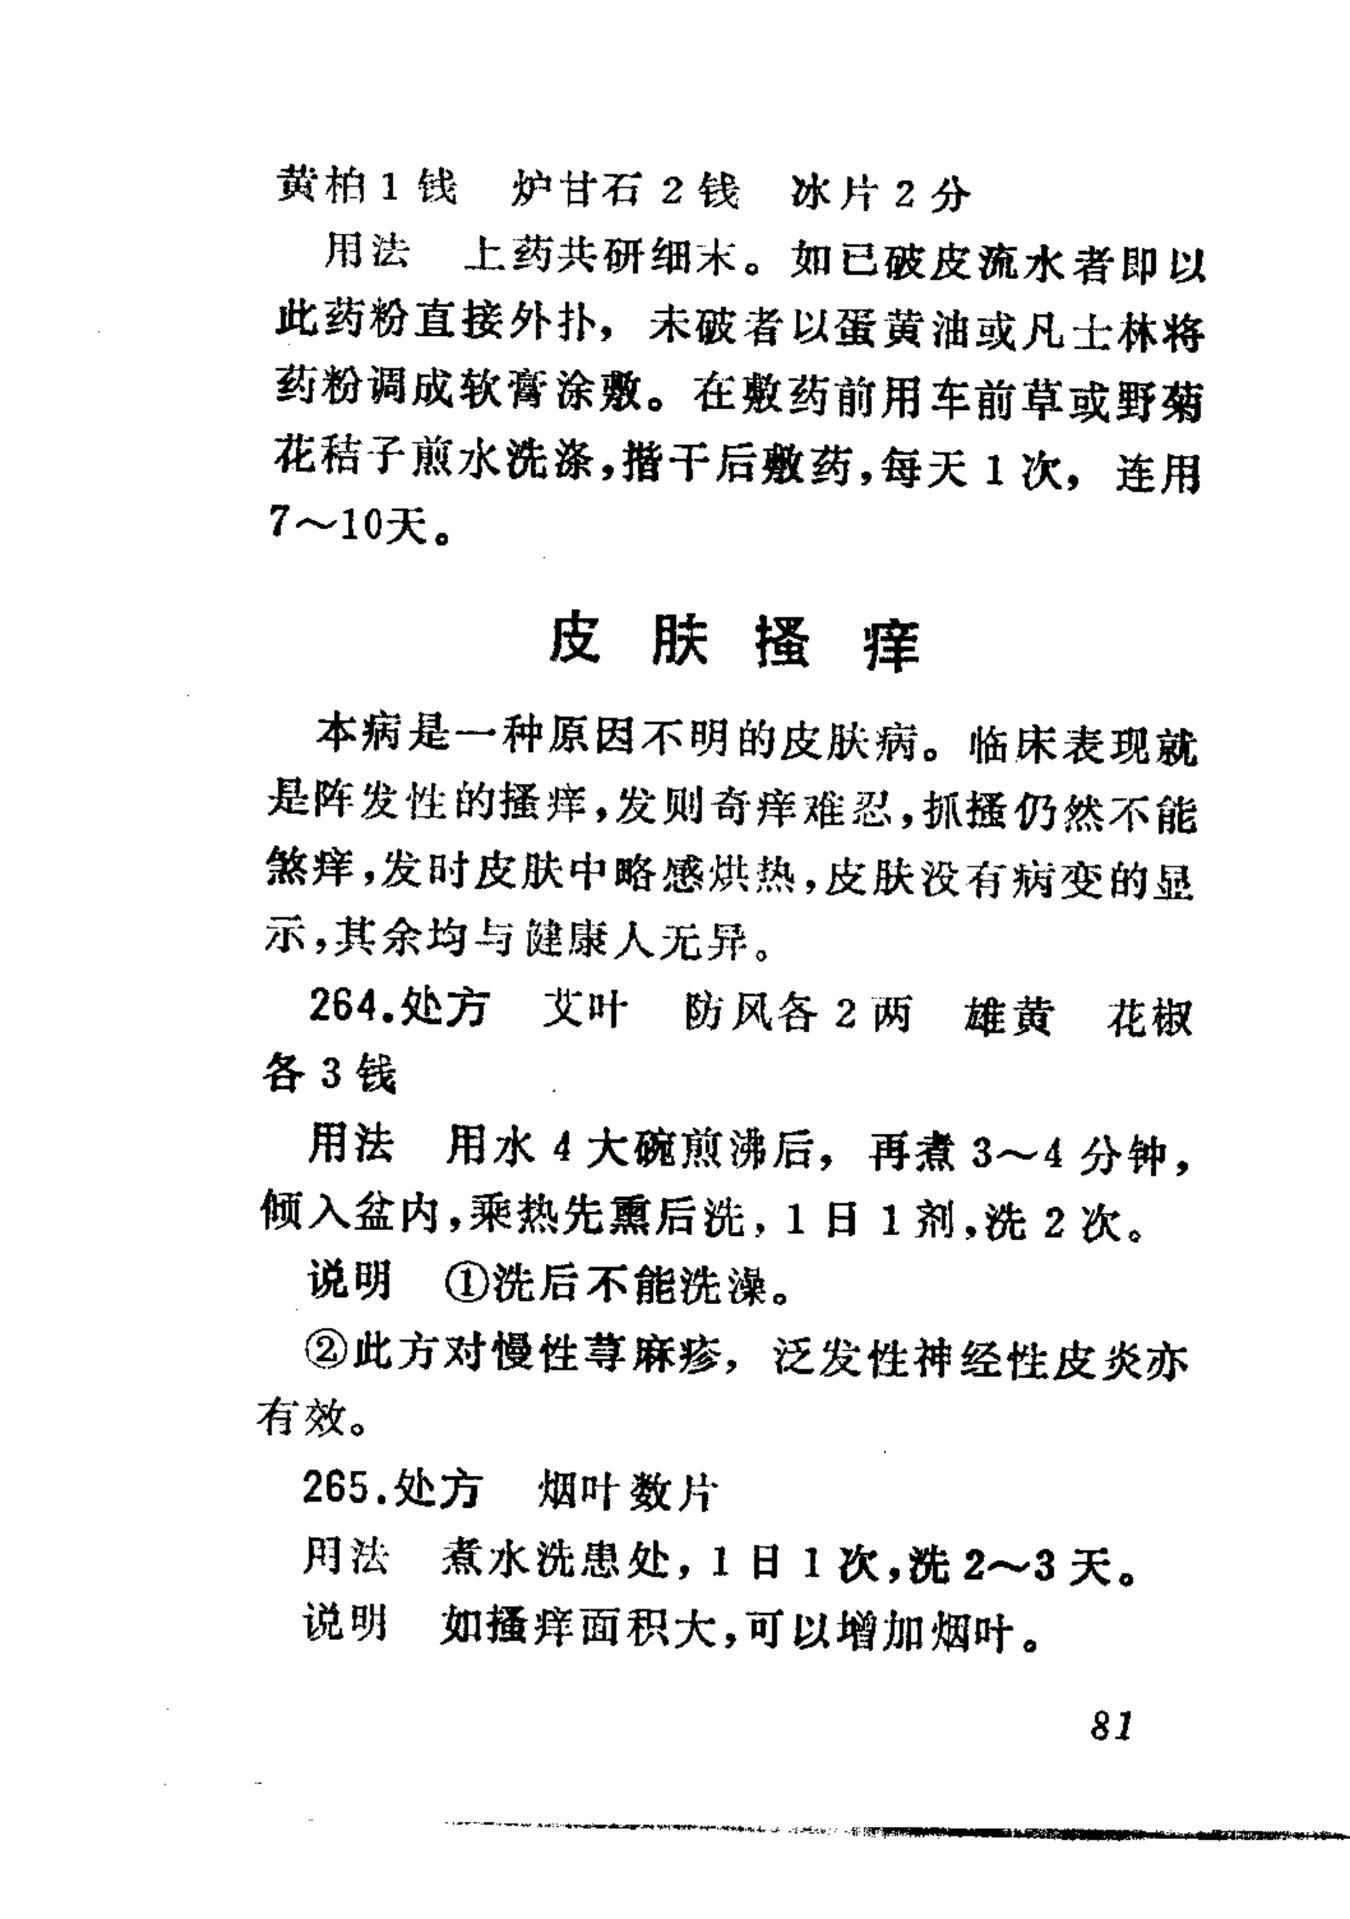 黄柏1钱 炉甘石2钱 冰片2分
用法 上药共研细末。如已破皮流水者即以
此药粉直接外扑，未破者以蛋黄油或凡士林将
药粉调成软膏涂敷。在敷药前用车前草或野菊
花秸子煎水洗涤，揩干后敷药，每天1次，连用
7～10天。
皮肤搔痒
本病是一种原因不明的皮肤病。临床表现就
是阵发性的搔痒，发则奇痒难忍，抓搔仍然不能
煞痒，发时皮肤中略感烘热，皮肤没有病变的显
示，其余均与健康人无异。
264.处方 艾叶 防风各2两 雄黄 花椒
各3钱
用法 用水4大碗煎沸后，再煮3～4分钟，
倾入盆内，乘热先熏后洗，1日1剂，洗2次。
说明 ①洗后不能洗澡。
②此方对慢性荨麻疹，泛发性神经性皮炎亦
有效。
265.处方 烟叶数片
用法 煮水洗患处，1日1次，洗2～3天。
说明 如搔痒面积大，可以增加烟叶。
81